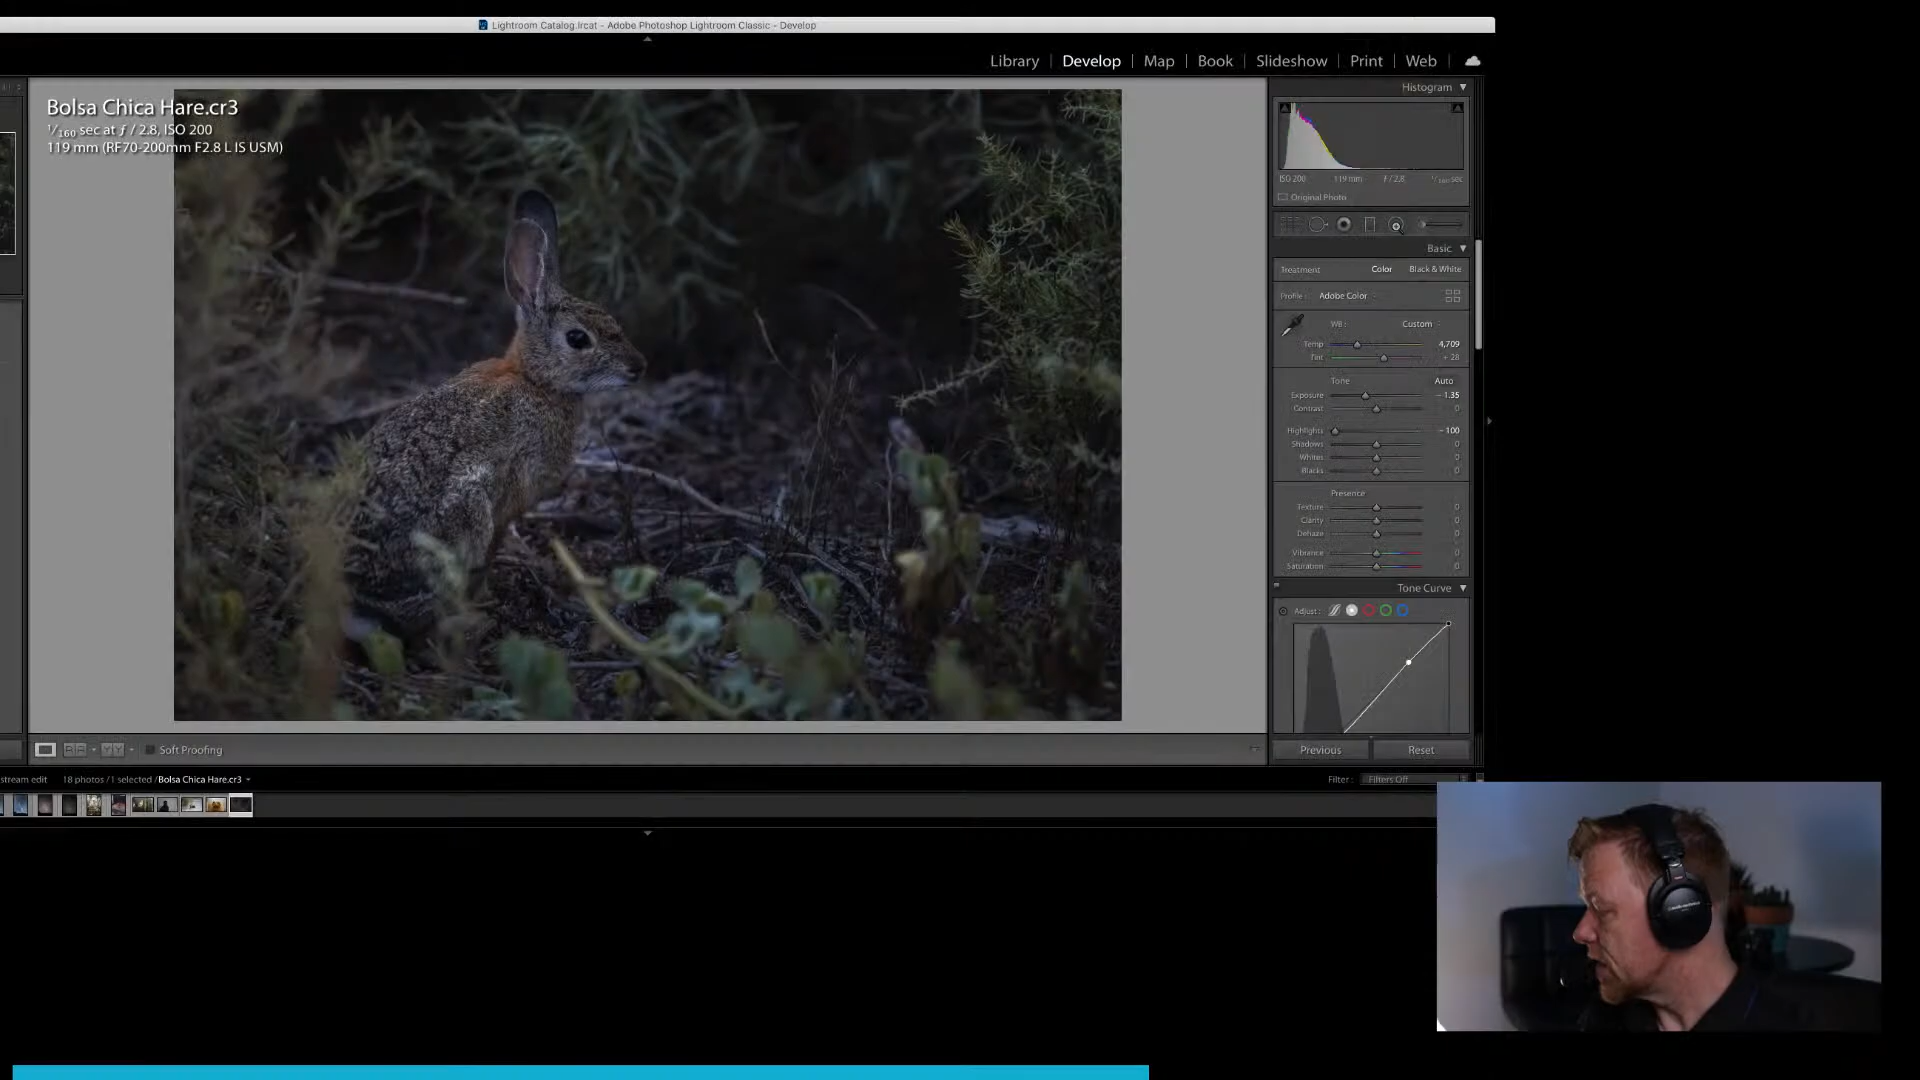 Lightroom Catalog.lrcat - Adobe Photoshop Lightroom Classic - Develop
Library | Develop | Map | Book | Slideshow | Print | Web
Bolsa Chica Hare.cr3
1/160 sec at ƒ / 2.8, ISO 200
119 mm (RF70-200mm F2.8 L IS USM)
Histogram
ISO 200 119 mm ƒ / 2.8 1/160 sec
Original Photo
Basic
Treatment Color Black & White
Profile : Adobe Color
WB : Custom
Temp 4,709
Tint + 28
Tone Auto
Exposure - 1.35
Contrast 0
Highlights - 100
Shadows 0
Whites 0
Blacks 0
Presence
Texture 0
Clarity 0
Dehaze 0
Vibrance 0
Saturation 0
Tone Curve
Adjust :
Soft Proofing
Previous Reset
stream edit 18 photos / 1 selected / Bolsa Chica Hare.cr3
Filter : Filters Off